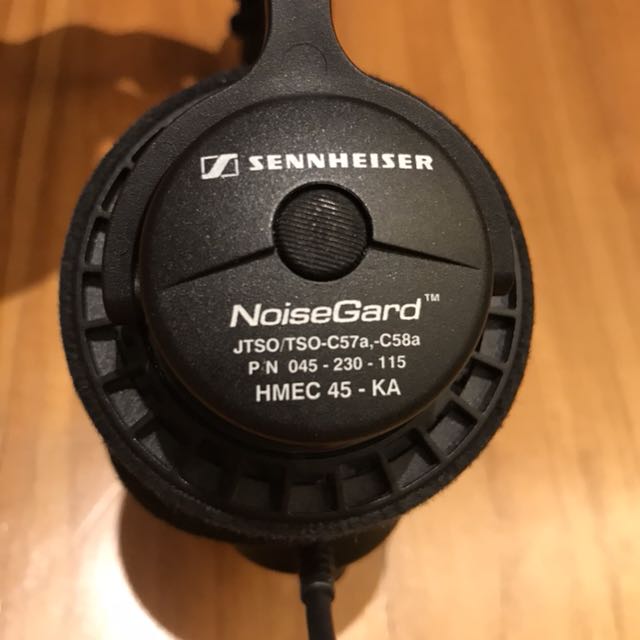 SENNHEISER
NoiseGard™
JTSO/TSO-C57a,-C58a
P/N 045 - 230 - 115
HMEC 45 - KA